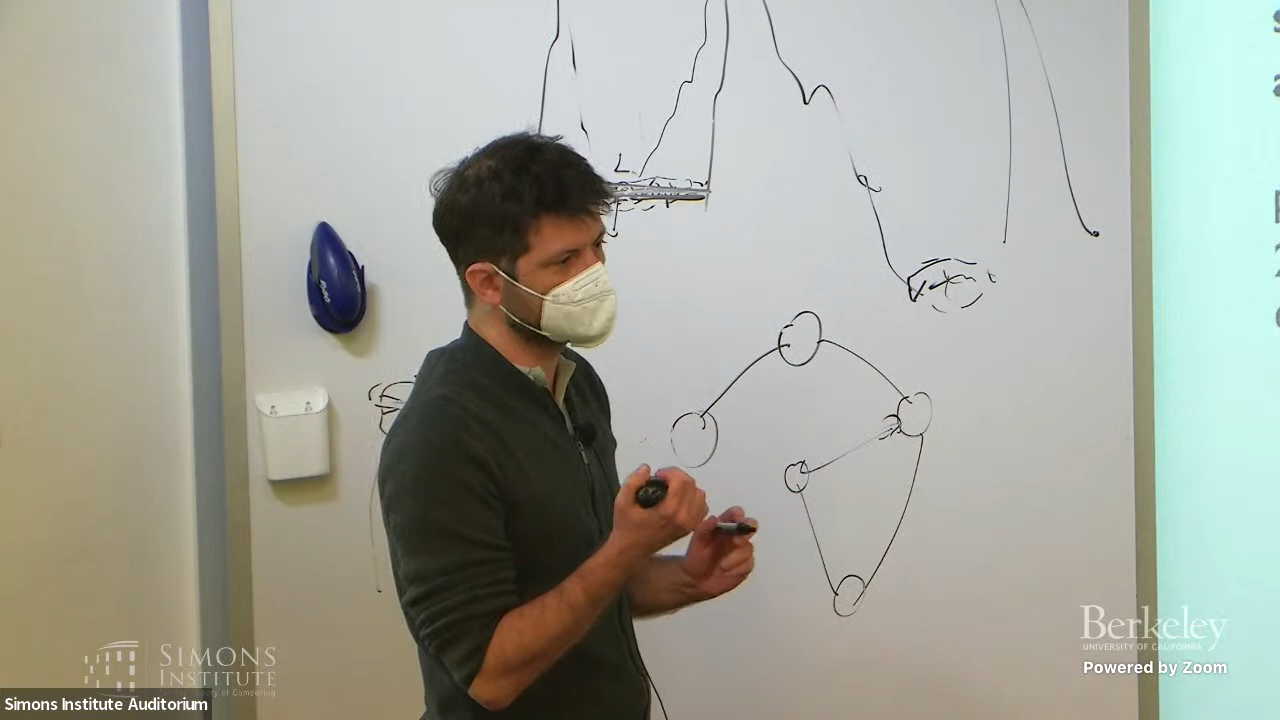 L
SIMONS
INSTITUTE
Simons Institute Auditorium
Berkeley
UNIVERSITY OF CALIFORNIA
Powered by Zoom